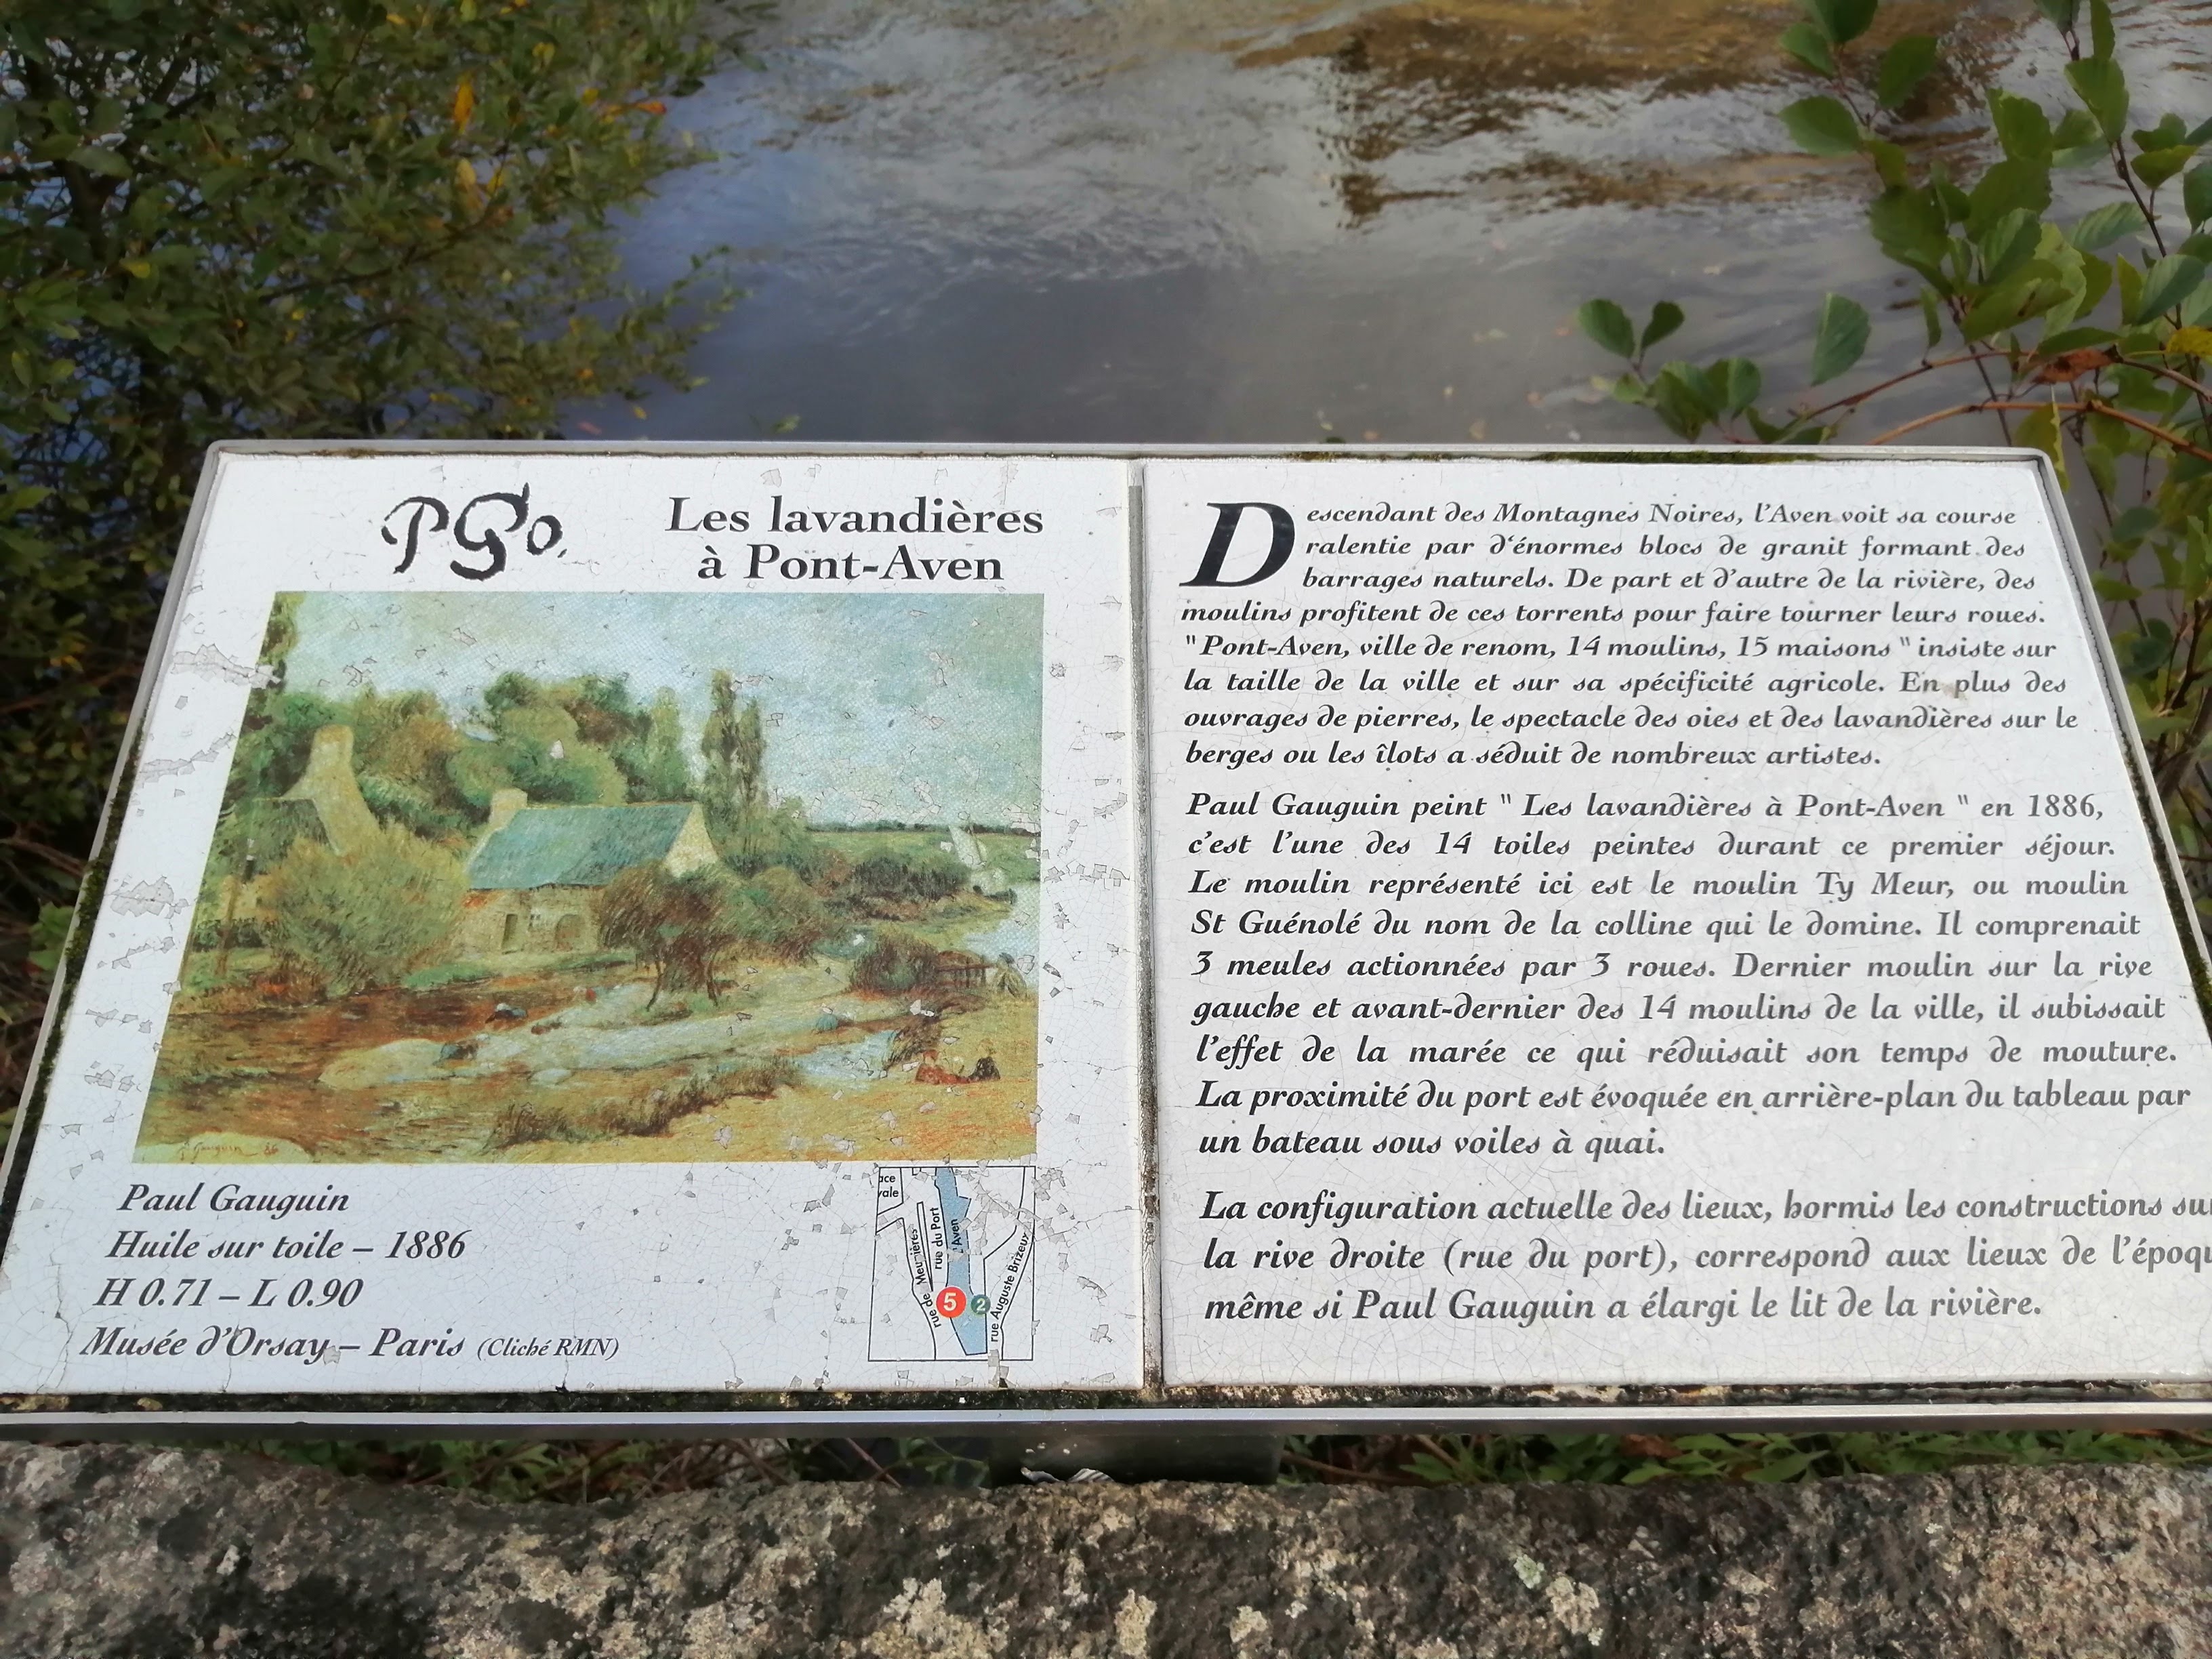 PGo.
Les lavandières
à Pont-Aven
P. Gauguin 86
Paul Gauguin
Huile sur toile – 1886
H 0.71 – L 0.90
Musée d'Orsay – Paris (Cliché RMN)
rue de Meunières
rue du Port
l'Aven
rue Auguste Brizeux
5
2
Descendant des Montagnes Noires, l'Aven voit sa course
ralentie par d'énormes blocs de granit formant des
barrages naturels. De part et d'autre de la rivière, des
moulins profitent de ces torrents pour faire tourner leurs roues.
" Pont-Aven, ville de renom, 14 moulins, 15 maisons " insiste sur
la taille de la ville et sur sa spécificité agricole. En plus des
ouvrages de pierres, le spectacle des oies et des lavandières sur le
berges ou les îlots a séduit de nombreux artistes.
Paul Gauguin peint " Les lavandières à Pont-Aven " en 1886,
c'est l'une des 14 toiles peintes durant ce premier séjour.
Le moulin représenté ici est le moulin Ty Meur, ou moulin
St Guénolé du nom de la colline qui le domine. Il comprenait
3 meules actionnées par 3 roues. Dernier moulin sur la rive
gauche et avant-dernier des 14 moulins de la ville, il subissait
l'effet de la marée ce qui réduisait son temps de mouture.
La proximité du port est évoquée en arrière-plan du tableau par
un bateau sous voiles à quai.
La configuration actuelle des lieux, hormis les constructions su
la rive droite (rue du port), correspond aux lieux de l'époqu
même si Paul Gauguin a élargi le lit de la rivière.